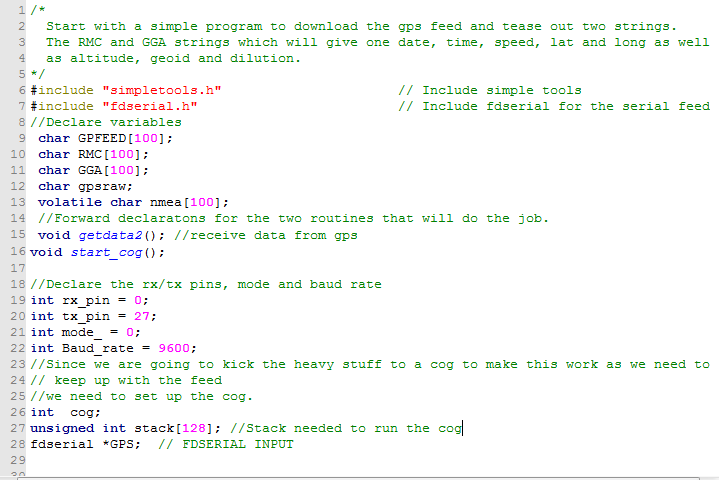 1 /*
2 Start with a simple program to download the gps feed and tease out two strings.
3 The RMC and GGA strings which will give one date, time, speed, lat and long as well
4 as altitude, geoid and dilution.
5 */
6 #include "simpletools.h" // Include simple tools
7 #include "fdserial.h" // Include fdserial for the serial feed
8 //Declare variables
9 char GPFEED[100];
10 char RMC[100];
11 char GGA[100];
12 char gpsraw;
13 volatile char nmea[100];
14 //Forward declaratons for the two routines that will do the job.
15 void getdata2(); //receive data from gps
16 void start_cog();
17
18 //Declare the rx/tx pins, mode and baud rate
19 int rx_pin = 0;
20 int tx_pin = 27;
21 int mode_ = 0;
22 int Baud_rate = 9600;
23 //Since we are going to kick the heavy stuff to a cog to make this work as we need to
24 // keep up with the feed
25 //we need to set up the cog.
26 int cog;
27 unsigned int stack[128]; //Stack needed to run the cog
28 fdserial *GPS; // FDSERIAL INPUT
29